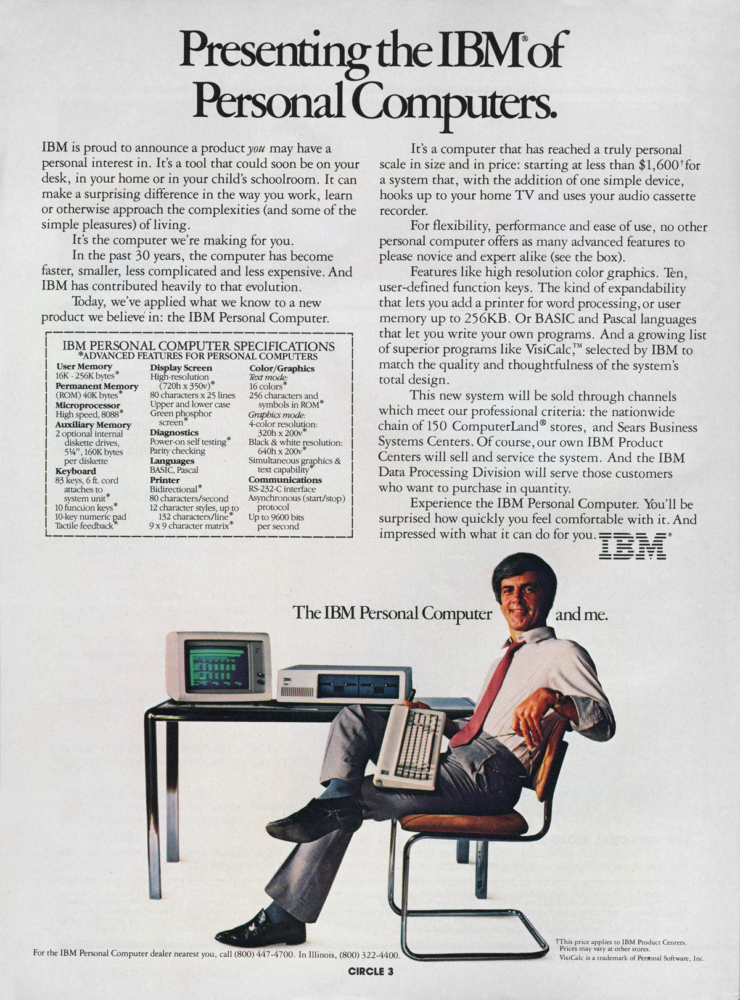 Presenting the IBM® of
Personal Computers.
IBM is proud to announce a product you may have a
personal interest in. It's a tool that could soon be on your
desk, in your home or in your child's schoolroom. It can
make a surprising difference in the way you work, learn
or otherwise approach the complexities (and some of the
simple pleasures) of living.
It's the computer we're making for you.
In the past 30 years, the computer has become
faster, smaller, less complicated and less expensive. And
IBM has contributed heavily to that evolution.
Today, we've applied what we know to a new
product we believe in: the IBM Personal Computer.
IBM PERSONAL COMPUTER SPECIFICATIONS
*ADVANCED FEATURES FOR PERSONAL COMPUTERS
User Memory
16K - 256K bytes*
Permanent Memory
(ROM) 40K bytes*
Microprocessor
High speed, 8088*
Auxiliary Memory
2 optional internal
diskette drives,
5¼", 160K bytes
per diskette
Keyboard
83 keys, 6 ft. cord
attaches to
system unit*
10 function keys*
10-key numeric pad
Tactile feedback*
Display Screen
High-resolution
(720h x 350v)*
80 characters x 25 lines
Upper and lower case
Green phosphor
screen*
Diagnostics
Power-on self testing*
Parity checking
Languages
BASIC, Pascal
Printer
Bidirectional*
80 characters/second
12 character styles, up to
132 characters/line*
9 x 9 character matrix*
Color/Graphics
Text mode:
16 colors*
256 characters and
symbols in ROM*
Graphics mode:
4-color resolution:
320h x 200v*
Black & white resolution:
640h x 200v*
Simultaneous graphics &
text capability*
Communications
RS-232-C interface
Asynchronous (start/stop)
protocol
Up to 9600 bits
per second
It's a computer that has reached a truly personal
scale in size and in price: starting at less than $1,600† for
a system that, with the addition of one simple device,
hooks up to your home TV and uses your audio cassette
recorder.
For flexibility, performance and ease of use, no other
personal computer offers as many advanced features to
please novice and expert alike (see the box).
Features like high resolution color graphics. Ten,
user-defined function keys. The kind of expandability
that lets you add a printer for word processing, or user
memory up to 256KB. Or BASIC and Pascal languages
that let you write your own programs. And a growing list
of superior programs like VisiCalc,™ selected by IBM to
match the quality and thoughtfulness of the system's
total design.
This new system will be sold through channels
which meet our professional criteria: the nationwide
chain of 150 ComputerLand® stores, and Sears Business
Systems Centers. Of course, our own IBM Product
Centers will sell and service the system. And the IBM
Data Processing Division will serve those customers
who want to purchase in quantity.
Experience the IBM Personal Computer. You'll be
surprised how quickly you feel comfortable with it. And
impressed with what it can do for you.
IBM®
The IBM Personal Computer and me.
IBM
†This price applies to IBM Product Centers.
Prices may vary at other stores.
VisiCalc is a trademark of Personal Software, Inc.
For the IBM Personal Computer dealer nearest you, call (800) 447-4700. In Illinois, (800) 322-4400.
CIRCLE 3